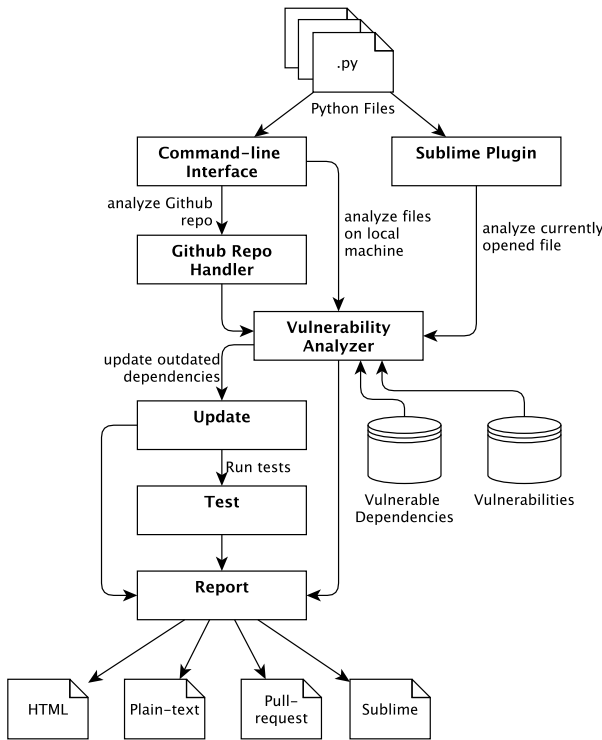 .py
Python Files
Command-line
Interface
Sublime Plugin
analyze Github
repo
analyze files
on local
machine
analyze currently
opened file
Github Repo
Handler
Vulnerability
Analyzer
update outdated
dependencies
Update
Run tests
Vulnerable
Dependencies
Vulnerabilities
Test
Report
HTML
Plain-text
Pull-
request
Sublime